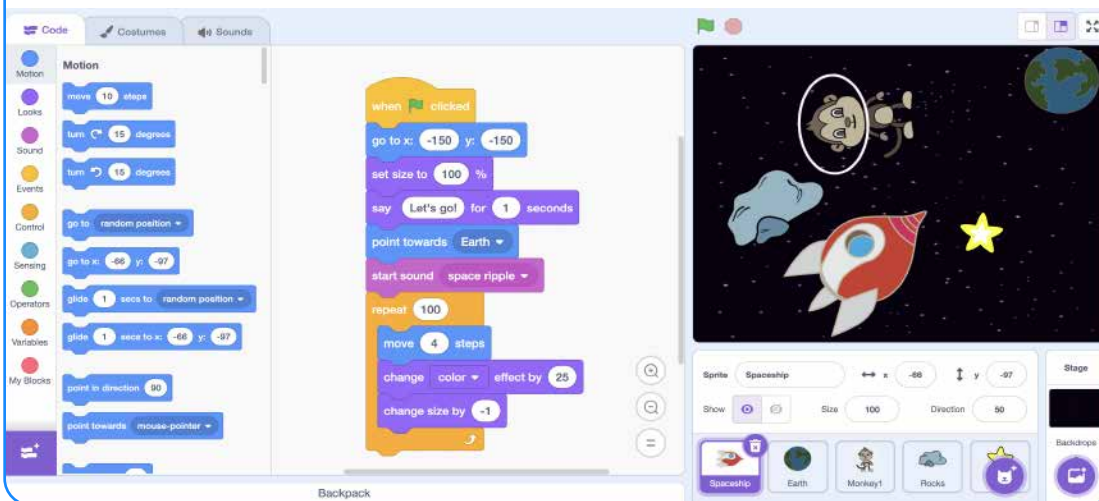 Code
Costumes
Sounds
Motion
Looks
Sound
Events
Control
Sensing
Operators
Variables
My Blocks
Motion
move 10 steps
turn 15 degrees
turn 15 degrees
go to random position
go to x: -66 y: -97
glide 1 secs to random position
glide 1 secs to x: -66 y: -97
point in direction 90
point towards mouse-pointer
when clicked
go to x: -150 y: -150
set size to 100 %
say Let's go! for 1 seconds
point towards Earth
start sound space ripple
repeat 100
move 4 steps
change color effect by 25
change size by -1
Backpack
Sprite Spaceship x -66 y -97
Show Size 100 Direction 50
Spaceship
Earth
Monkey1
Rocks
Stage
Backdrops